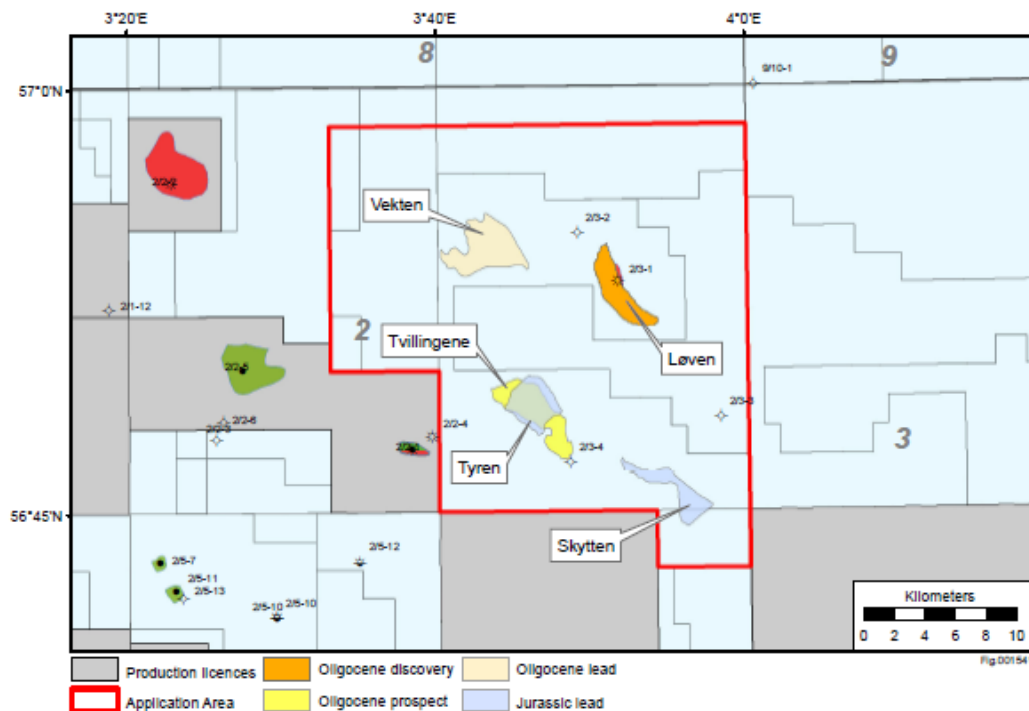 3°20'E 3°40'E 4°0'E
8 9
9/10-1
57°0'N
2/2-2
Vekten
2/3-2
2/3-1
2/1-12
2
Tvillingene
Løven
2/2-5
2/3-3
2/2-6
2/2-3
2/2-4
3
2/3-4
Tyren
56°45'N
Skytten
2/5-7
2/5-12
2/5-11
2/5-13
2/5-10 2/5-10
Kilometers
0 2 4 6 8 10
Fig.001541
Production licences Oligocene discovery Oligocene lead
Application Area Oligocene prospect Jurassic lead